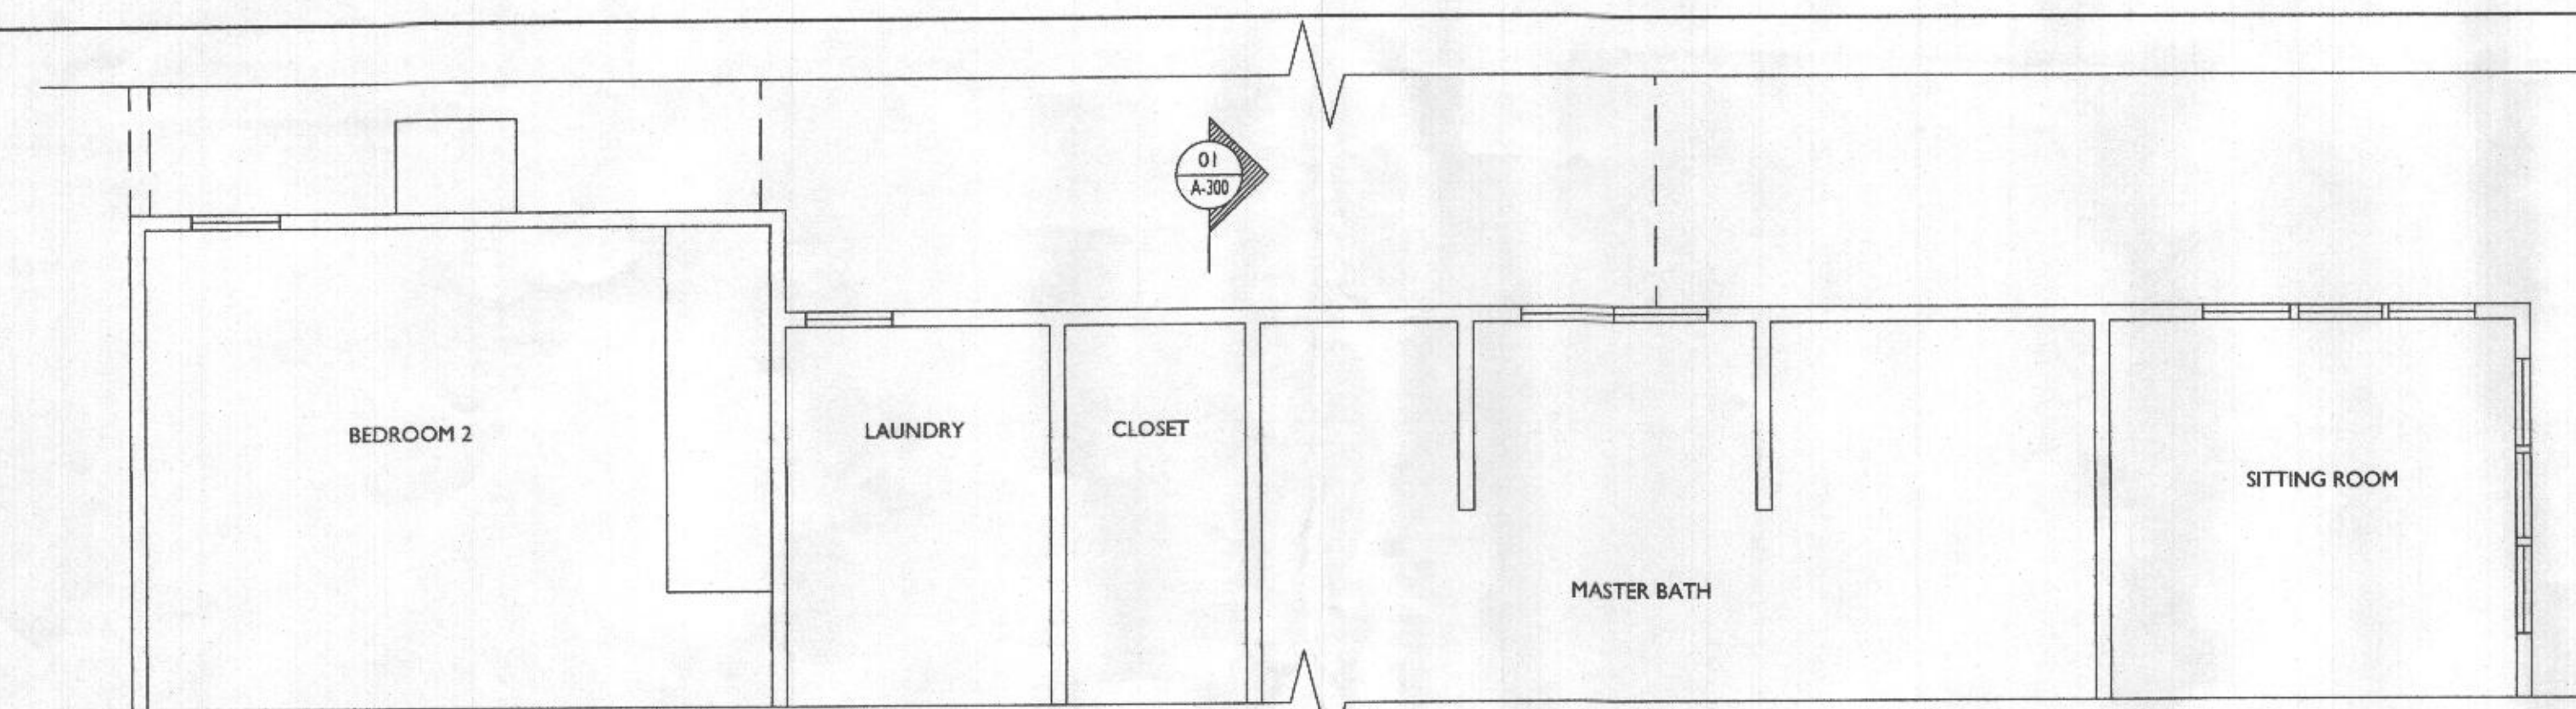 01
A-300
BEDROOM 2
LAUNDRY
CLOSET
SITTING ROOM
MASTER BATH